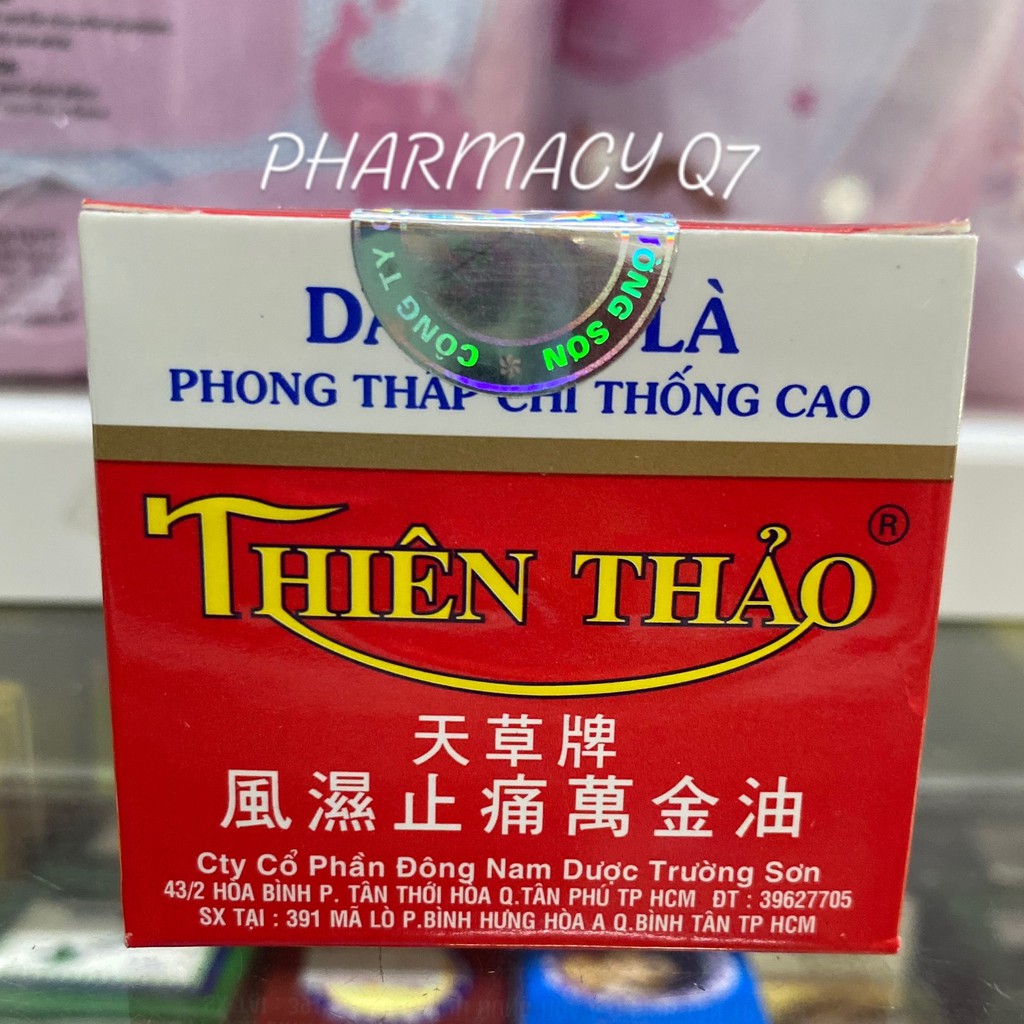 PHARMACY Q7
CÔNG TY
SƠN
LÀ
PHONG THẤP CHỈ THỐNG CAO
THIÊN THẢO ®
天草牌
風濕止痛萬金油
Cty Cổ Phần Đông Nam Dược Trường Sơn
43/2 HÒA BÌNH P. TÂN THỚI HÒA Q.TÂN PHÚ TP HCM ĐT : 39627705
SX TẠI : 391 MÃ LÒ P.BÌNH HƯNG HÒA A Q.BÌNH TÂN TP HCM